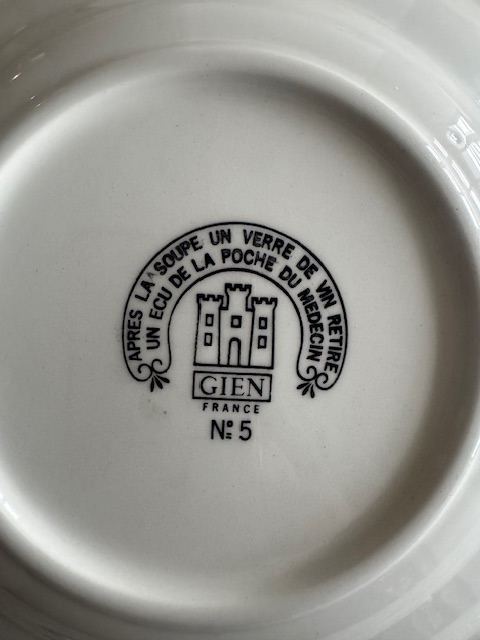 APRES LA SOUPE UN VERRE DE VIN RETIRE
UN ECU DE LA POCHE DU MEDECIN
GIEN
FRANCE
Nº 5